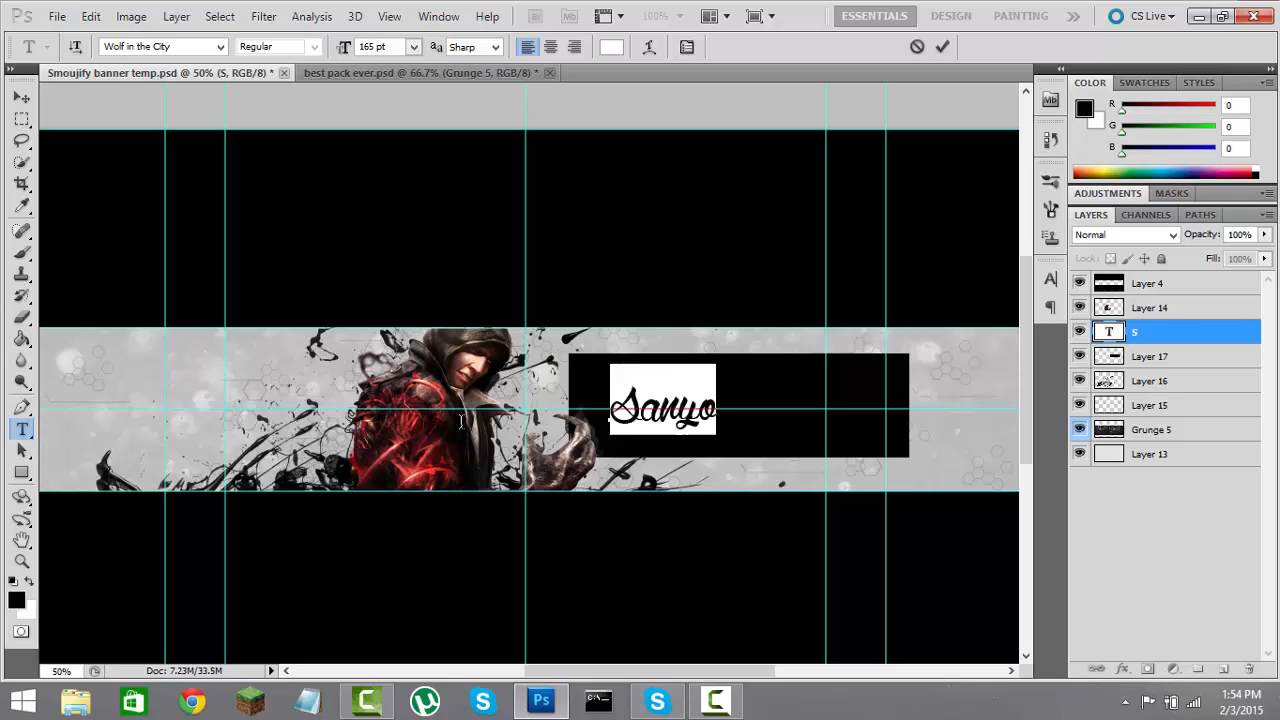 Ps File Edit Image Layer Select Filter Analysis 3D View Window Help Br Mb 100% ESSENTIALS DESIGN PAINTING CS Live
T Wolf in the City Regular 165 pt Sharp
Smoujify banner temp.psd @ 50% (S, RGB/8) * best pack ever.psd @ 66.7% (Grunge 5, RGB/8) *
COLOR SWATCHES STYLES
Mb
R 0
G 0
B 0
ADJUSTMENTS MASKS
LAYERS CHANNELS PATHS
Normal Opacity: 100%
Lock: Fill: 100%
Layer 4
Layer 14
T S
Layer 17
Layer 16
Layer 15
Grunge 5
Layer 13
Sanyo
50% Doc: 7.23M/33.5M
1:54 PM
2/3/2015